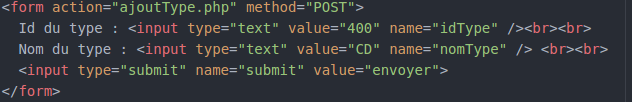 <form action="ajoutType.php" method="POST">
Id du type : <input type="text" value="400" name="idType" /><br><br>
Nom du type : <input type="text" value="CD" name="nomType" /> <br><br>
<input type="submit" name="submit" value="envoyer">
</form>